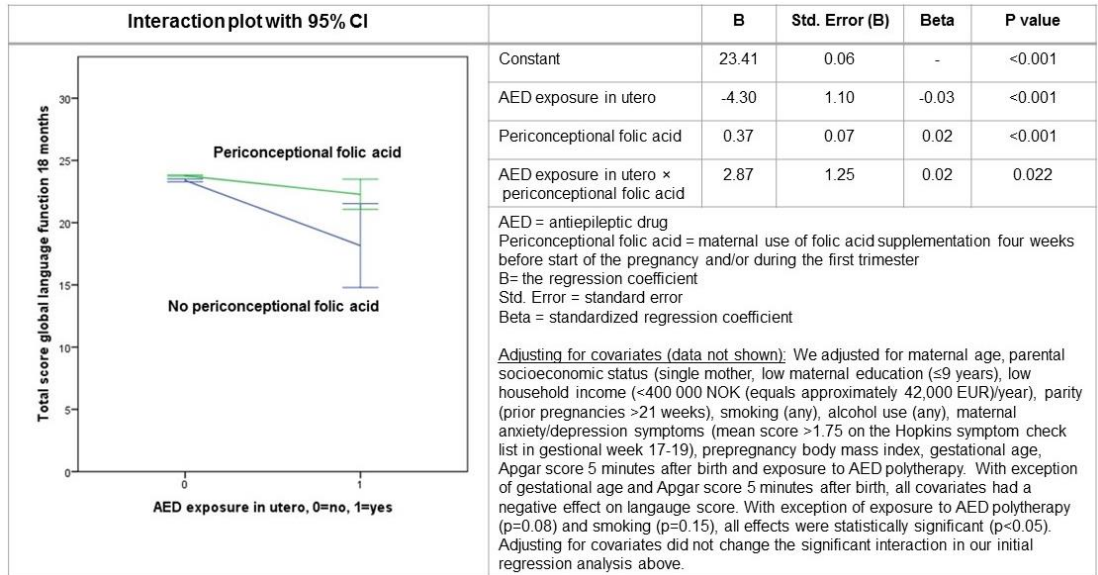 Interaction plot with 95% CI
B Std. Error (B) Beta P value
Total score global language function 18 months
30
25
20
15
10
5
0
Periconceptional folic acid
No periconceptional folic acid
0 1
AED exposure in utero, 0=no, 1=yes
Constant 23.41 0.06 - <0.001
AED exposure in utero -4.30 1.10 -0.03 <0.001
Periconceptional folic acid 0.37 0.07 0.02 <0.001
AED exposure in utero × 2.87 1.25 0.02 0.022
periconceptional folic acid
AED = antiepileptic drug
Periconceptional folic acid = maternal use of folic acid supplementation four weeks
before start of the pregnancy and/or during the first trimester
B= the regression coefficient
Std. Error = standard error
Beta = standardized regression coefficient
Adjusting for covariates (data not shown): We adjusted for maternal age, parental
socioeconomic status (single mother, low maternal education (≤9 years), low
household income (<400 000 NOK (equals approximately 42,000 EUR)/year), parity
(prior pregnancies >21 weeks), smoking (any), alcohol use (any), maternal
anxiety/depression symptoms (mean score >1.75 on the Hopkins symptom check
list in gestional week 17-19), prepregnancy body mass index, gestational age,
Apgar score 5 minutes after birth and exposure to AED polytherapy. With exception
of gestational age and Apgar score 5 minutes after birth, all covariates had a
negative effect on langauge score. With exception of exposure to AED polytherapy
(p=0.08) and smoking (p=0.15), all effects were statistically significant (p<0.05).
Adjusting for covariates did not change the significant interaction in our initial
regression analysis above.